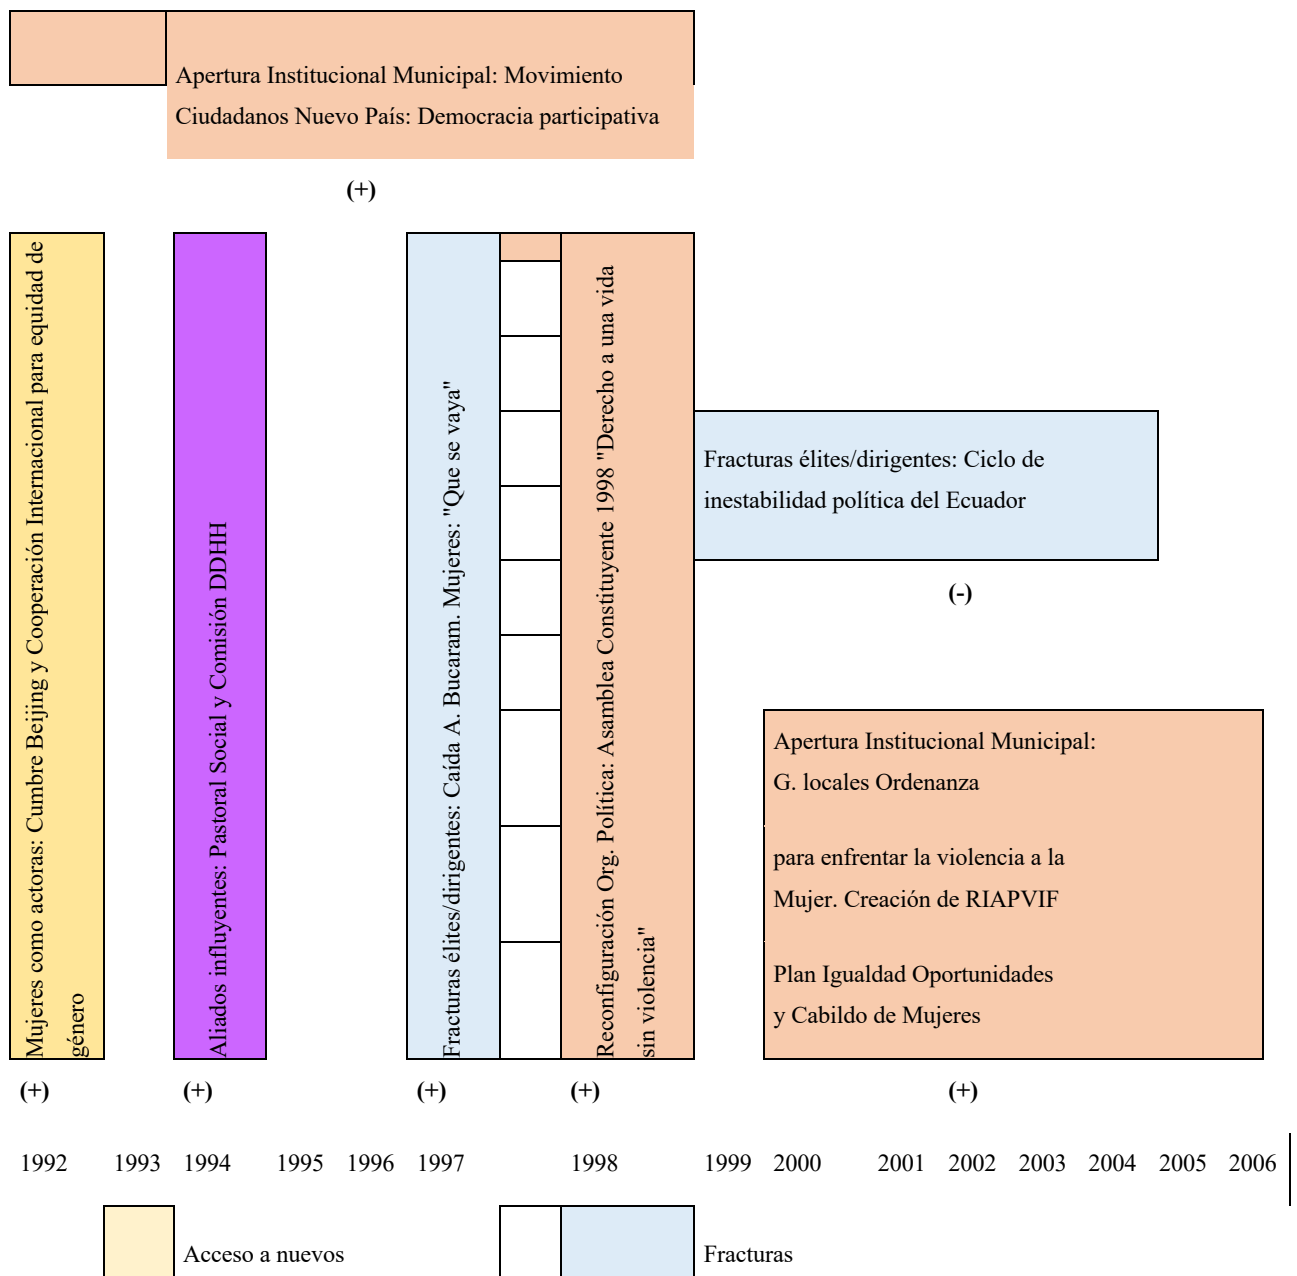 Apertura Institucional Municipal: Movimiento
Ciudadanos Nuevo País: Democracia participativa
(+)
Mujeres como actoras: Cumbre Beijing y Cooperación Internacional para equidad de
género
Aliados influyentes: Pastoral Social y Comisión DDHH
Fracturas élites/dirigentes: Caída A. Bucaram. Mujeres: "Que se vaya"
Reconfiguración Org. Política: Asamblea Constituyente 1998 "Derecho a una vida
sin violencia"
Fracturas élites/dirigentes: Ciclo de
inestabilidad política del Ecuador
(-)
Apertura Institucional Municipal:
G. locales Ordenanza
para enfrentar la violencia a la
Mujer. Creación de RIAPVIF
Plan Igualdad Oportunidades
y Cabildo de Mujeres
(+) (+) (+) (+) (+)
1992 1993 1994 1995 1996 1997 1998 1999 2000 2001 2002 2003 2004 2005 2006
Acceso a nuevos Fracturas